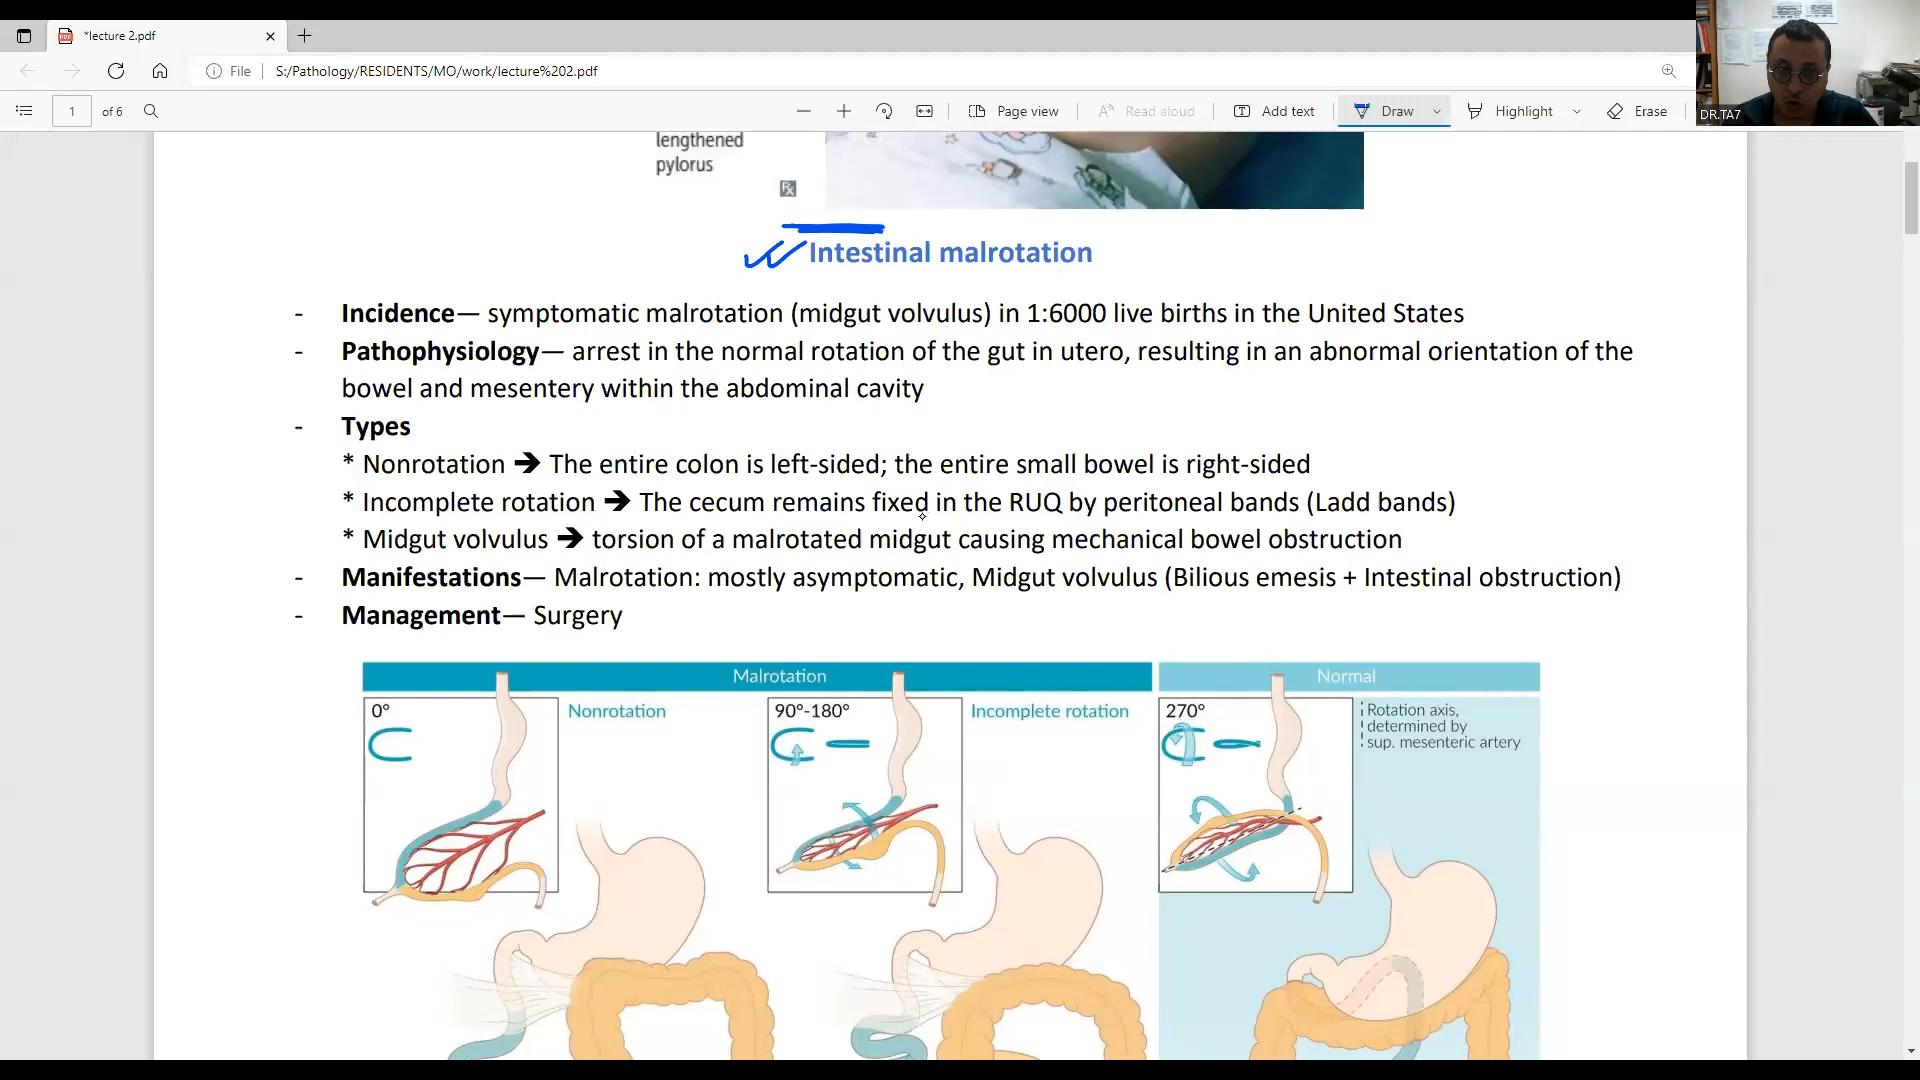 *lecture 2.pdf
File S:/Pathology/RESIDENTS/MO/work/lecture%202.pdf
1 of 6 Page view Read aloud Add text Draw Highlight Erase
DR.TA7
lengthened
pylorus
Rx
Intestinal malrotation
- Incidence— symptomatic malrotation (midgut volvulus) in 1:6000 live births in the United States
- Pathophysiology— arrest in the normal rotation of the gut in utero, resulting in an abnormal orientation of the
bowel and mesentery within the abdominal cavity
- Types
* Nonrotation ➔ The entire colon is left-sided; the entire small bowel is right-sided
* Incomplete rotation ➔ The cecum remains fixed in the RUQ by peritoneal bands (Ladd bands)
* Midgut volvulus ➔ torsion of a malrotated midgut causing mechanical bowel obstruction
- Manifestations— Malrotation: mostly asymptomatic, Midgut volvulus (Bilious emesis + Intestinal obstruction)
- Management— Surgery
Malrotation Normal
0° Nonrotation 90°-180° Incomplete rotation 270° Rotation axis,
determined by
sup. mesenteric artery